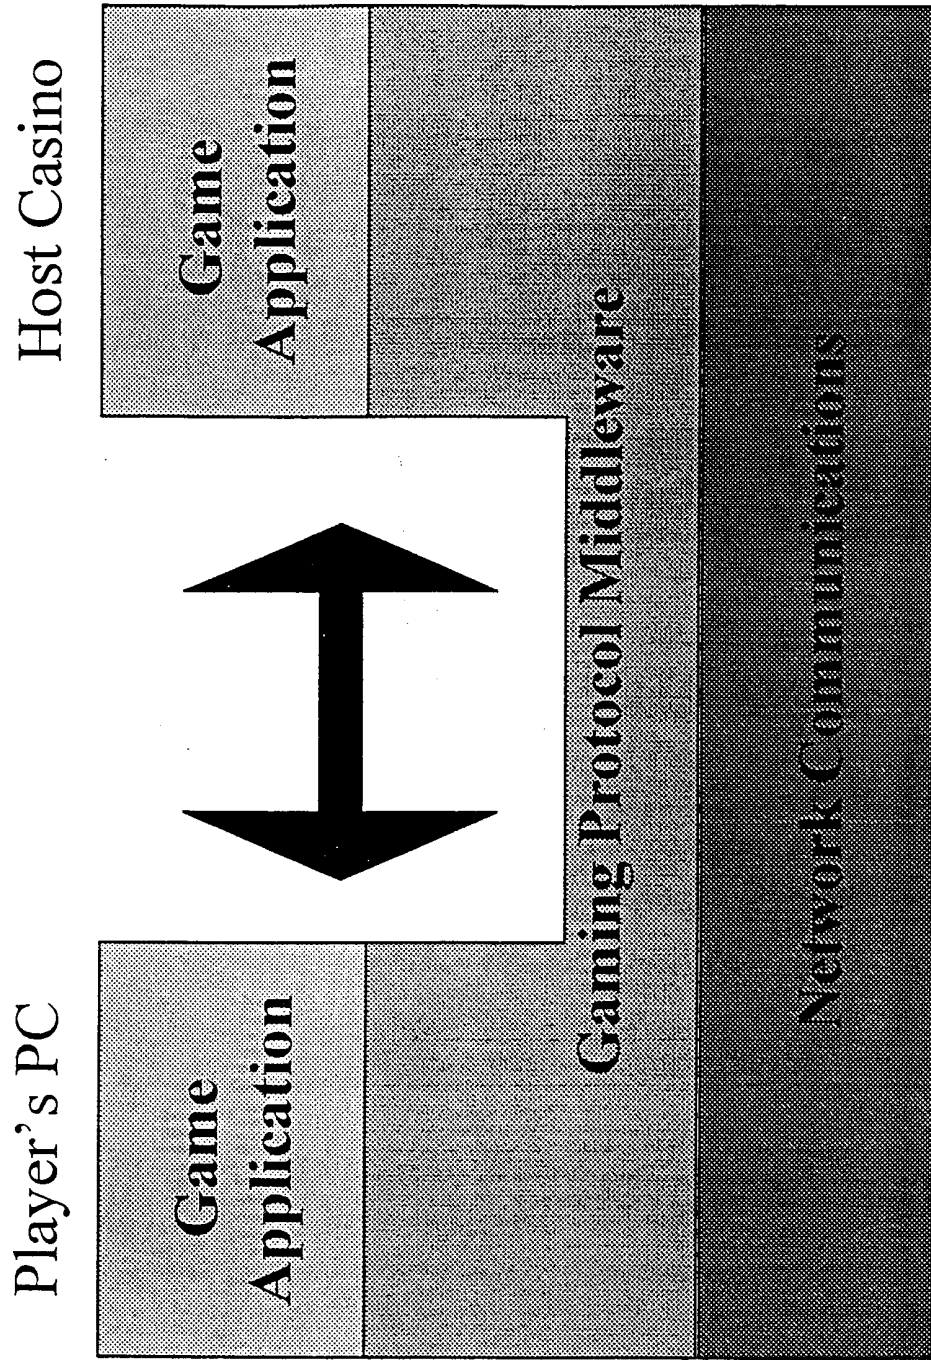 Player's PC
Host Casino
Game
Application
Game
Application
Gaming Protocol Middleware
Network Communications